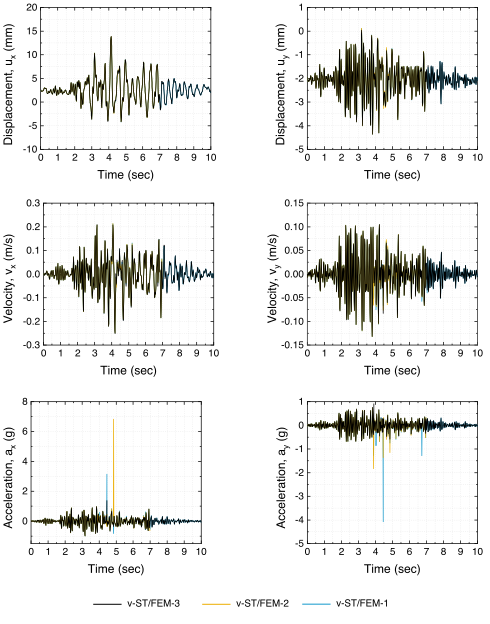 20
15
10
5
0
-5
-10
Displacement, uₓ (mm)
0 1 2 3 4 5 6 7 8 9 10
Time (sec)
1
0
-1
-2
-3
-4
-5
Displacement, u_y (mm)
0 1 2 3 4 5 6 7 8 9 10
Time (sec)
0.3
0.2
0.1
0.0
-0.1
-0.2
-0.3
Velocity, vₓ (m/s)
0 1 2 3 4 5 6 7 8 9 10
Time (sec)
0.15
0.10
0.05
0.00
-0.05
-0.10
-0.15
Velocity, v_y (m/s)
0 1 2 3 4 5 6 7 8 9 10
Time (sec)
8
6
4
2
0
Acceleration, aₓ (g)
0 1 2 3 4 5 6 7 8 9 10
Time (sec)
1
0
-1
-2
-3
-4
-5
Acceleration, a_y (g)
0 1 2 3 4 5 6 7 8 9 10
Time (sec)
v-ST/FEM-3 v-ST/FEM-2 v-ST/FEM-1